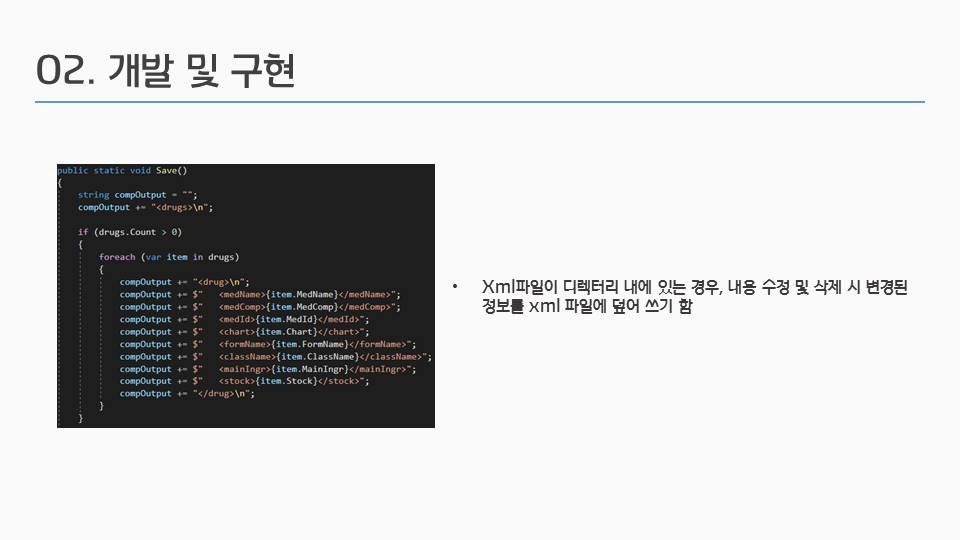 02. 개발 및 구현
public static void Save()
{
string compOutput = "";
compOutput += "<drugs>\n";
if (drugs.Count > 0)
{
foreach (var item in drugs)
{
compOutput += "<drug>\n";
compOutput += $"   <medName>{item.MedName}</medName>";
compOutput += $"   <medComp>{item.MedComp}</medComp>";
compOutput += $"   <medId>{item.MedId}</medId>";
compOutput += $"   <chart>{item.Chart}</chart>";
compOutput += $"   <formName>{item.FormName}</formName>";
compOutput += $"   <className>{item.ClassName}</className>";
compOutput += $"   <mainIngr>{item.MainIngr}</mainIngr>";
compOutput += $"   <stock>{item.Stock}</stock>";
compOutput += "</drug>\n";
}
}
• Xml파일이 디렉터리 내에 있는 경우, 내용 수정 및 삭제 시 변경된
정보를 xml 파일에 덮어 쓰기 함